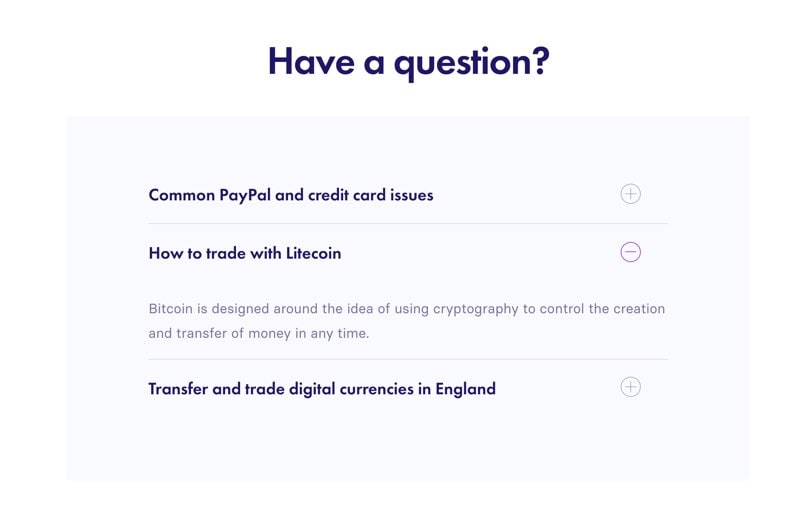 Have a question?
Common PayPal and credit card issues
How to trade with Litecoin
Bitcoin is designed around the idea of using cryptography to control the creation
and transfer of money in any time.
Transfer and trade digital currencies in England